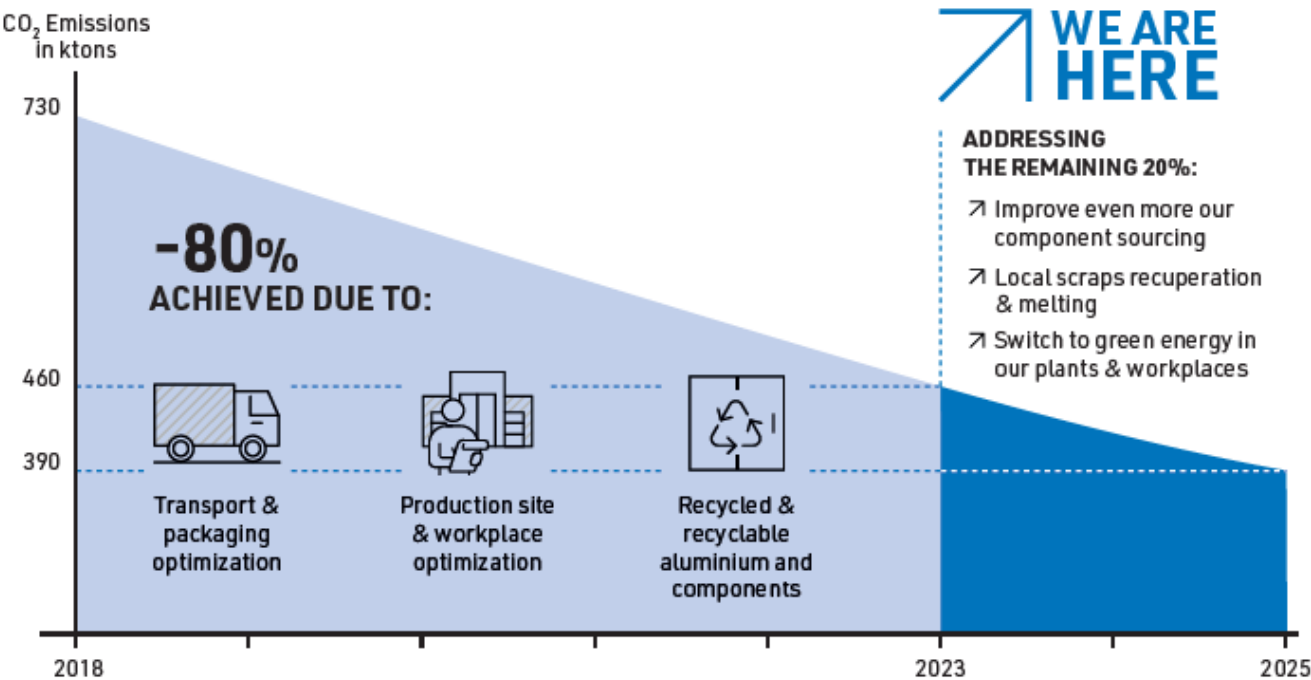 CO₂ Emissions
in ktons
WE ARE
HERE
730
ADDRESSING
THE REMAINING 20%:
Improve even more our
component sourcing
Local scraps recuperation
& melting
Switch to green energy in
our plants & workplaces
-80%
ACHIEVED DUE TO:
460
390
Transport &
packaging
optimization
Production site
& workplace
optimization
Recycled &
recyclable
aluminium and
components
2018
2023
2025